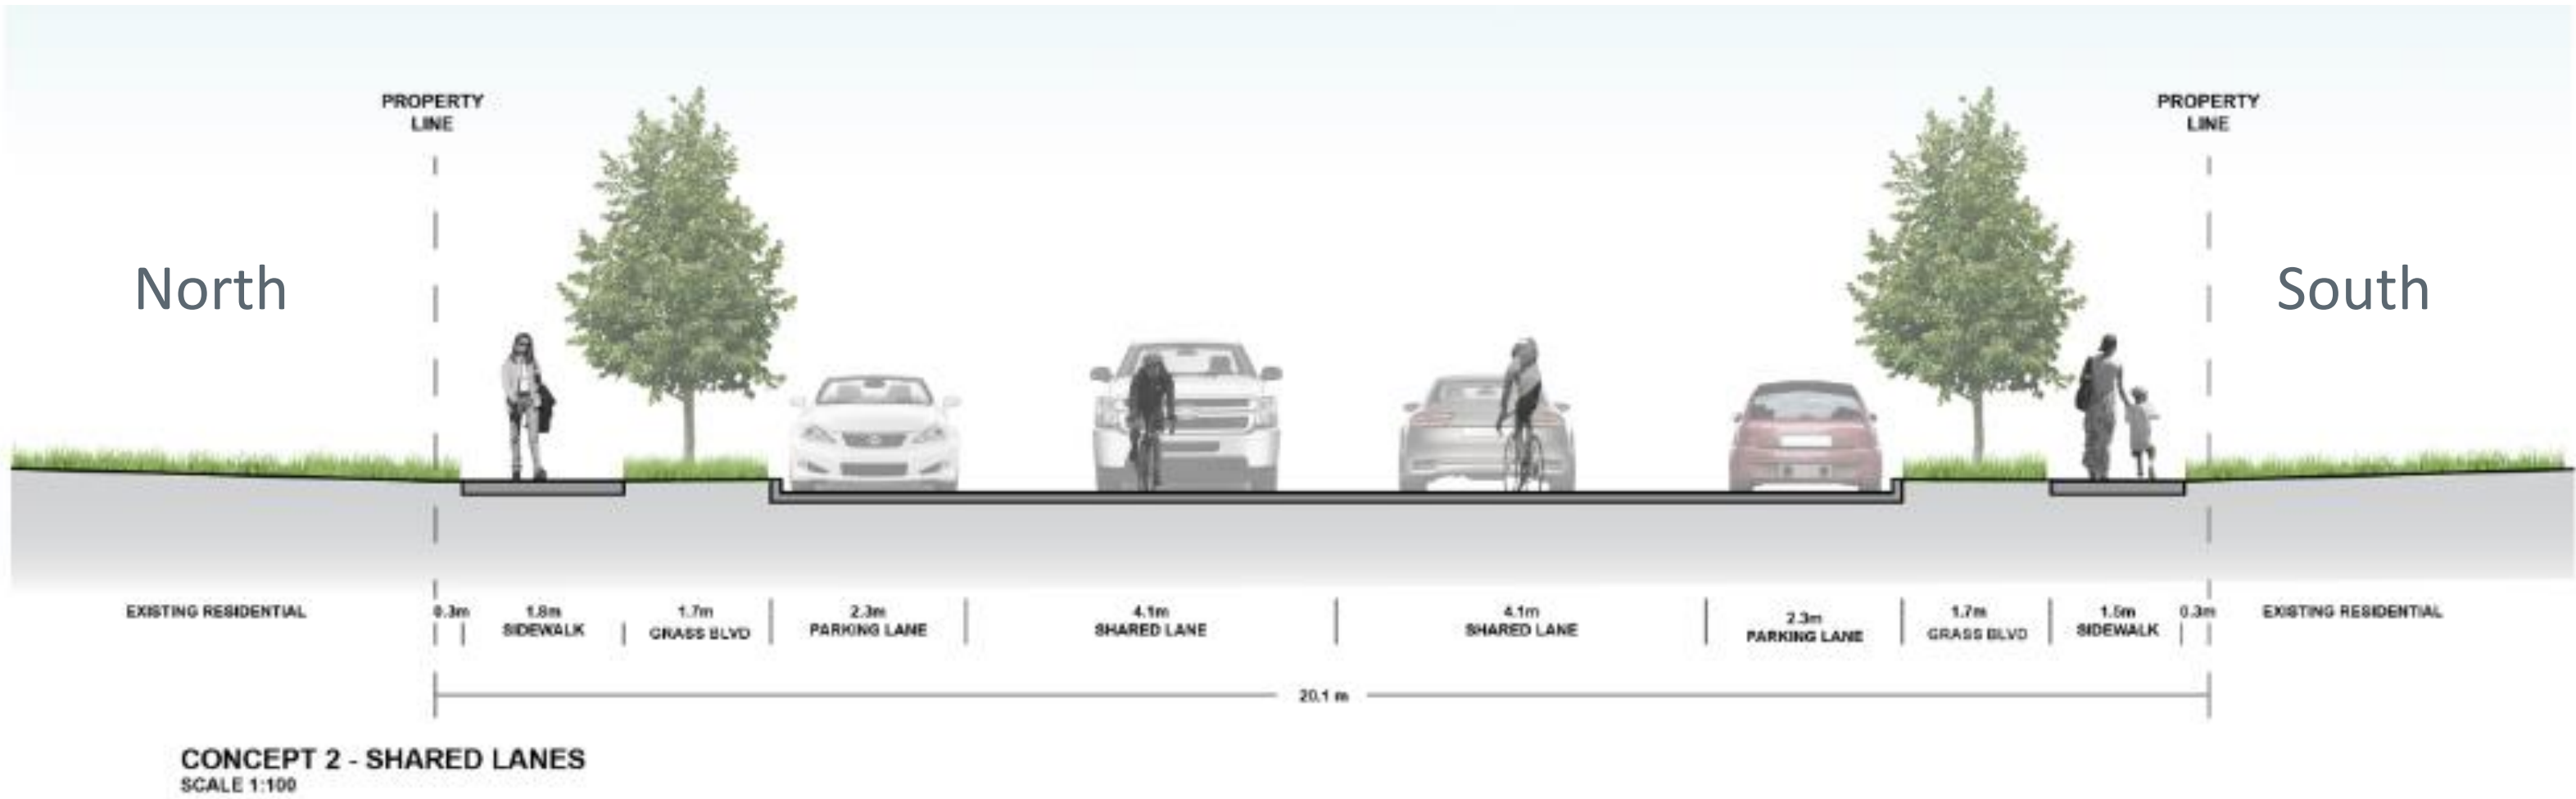 PROPERTY
LINE
PROPERTY
LINE
North
South
EXISTING RESIDENTIAL
0.3m
1.8m
SIDEWALK
1.7m
GRASS BLVD
2.3m
PARKING LANE
4.1m
SHARED LANE
4.1m
SHARED LANE
2.3m
PARKING LANE
1.7m
GRASS BLVD
1.5m
SIDEWALK
0.3m
EXISTING RESIDENTIAL
20.1 m
CONCEPT 2 - SHARED LANES
SCALE 1:100